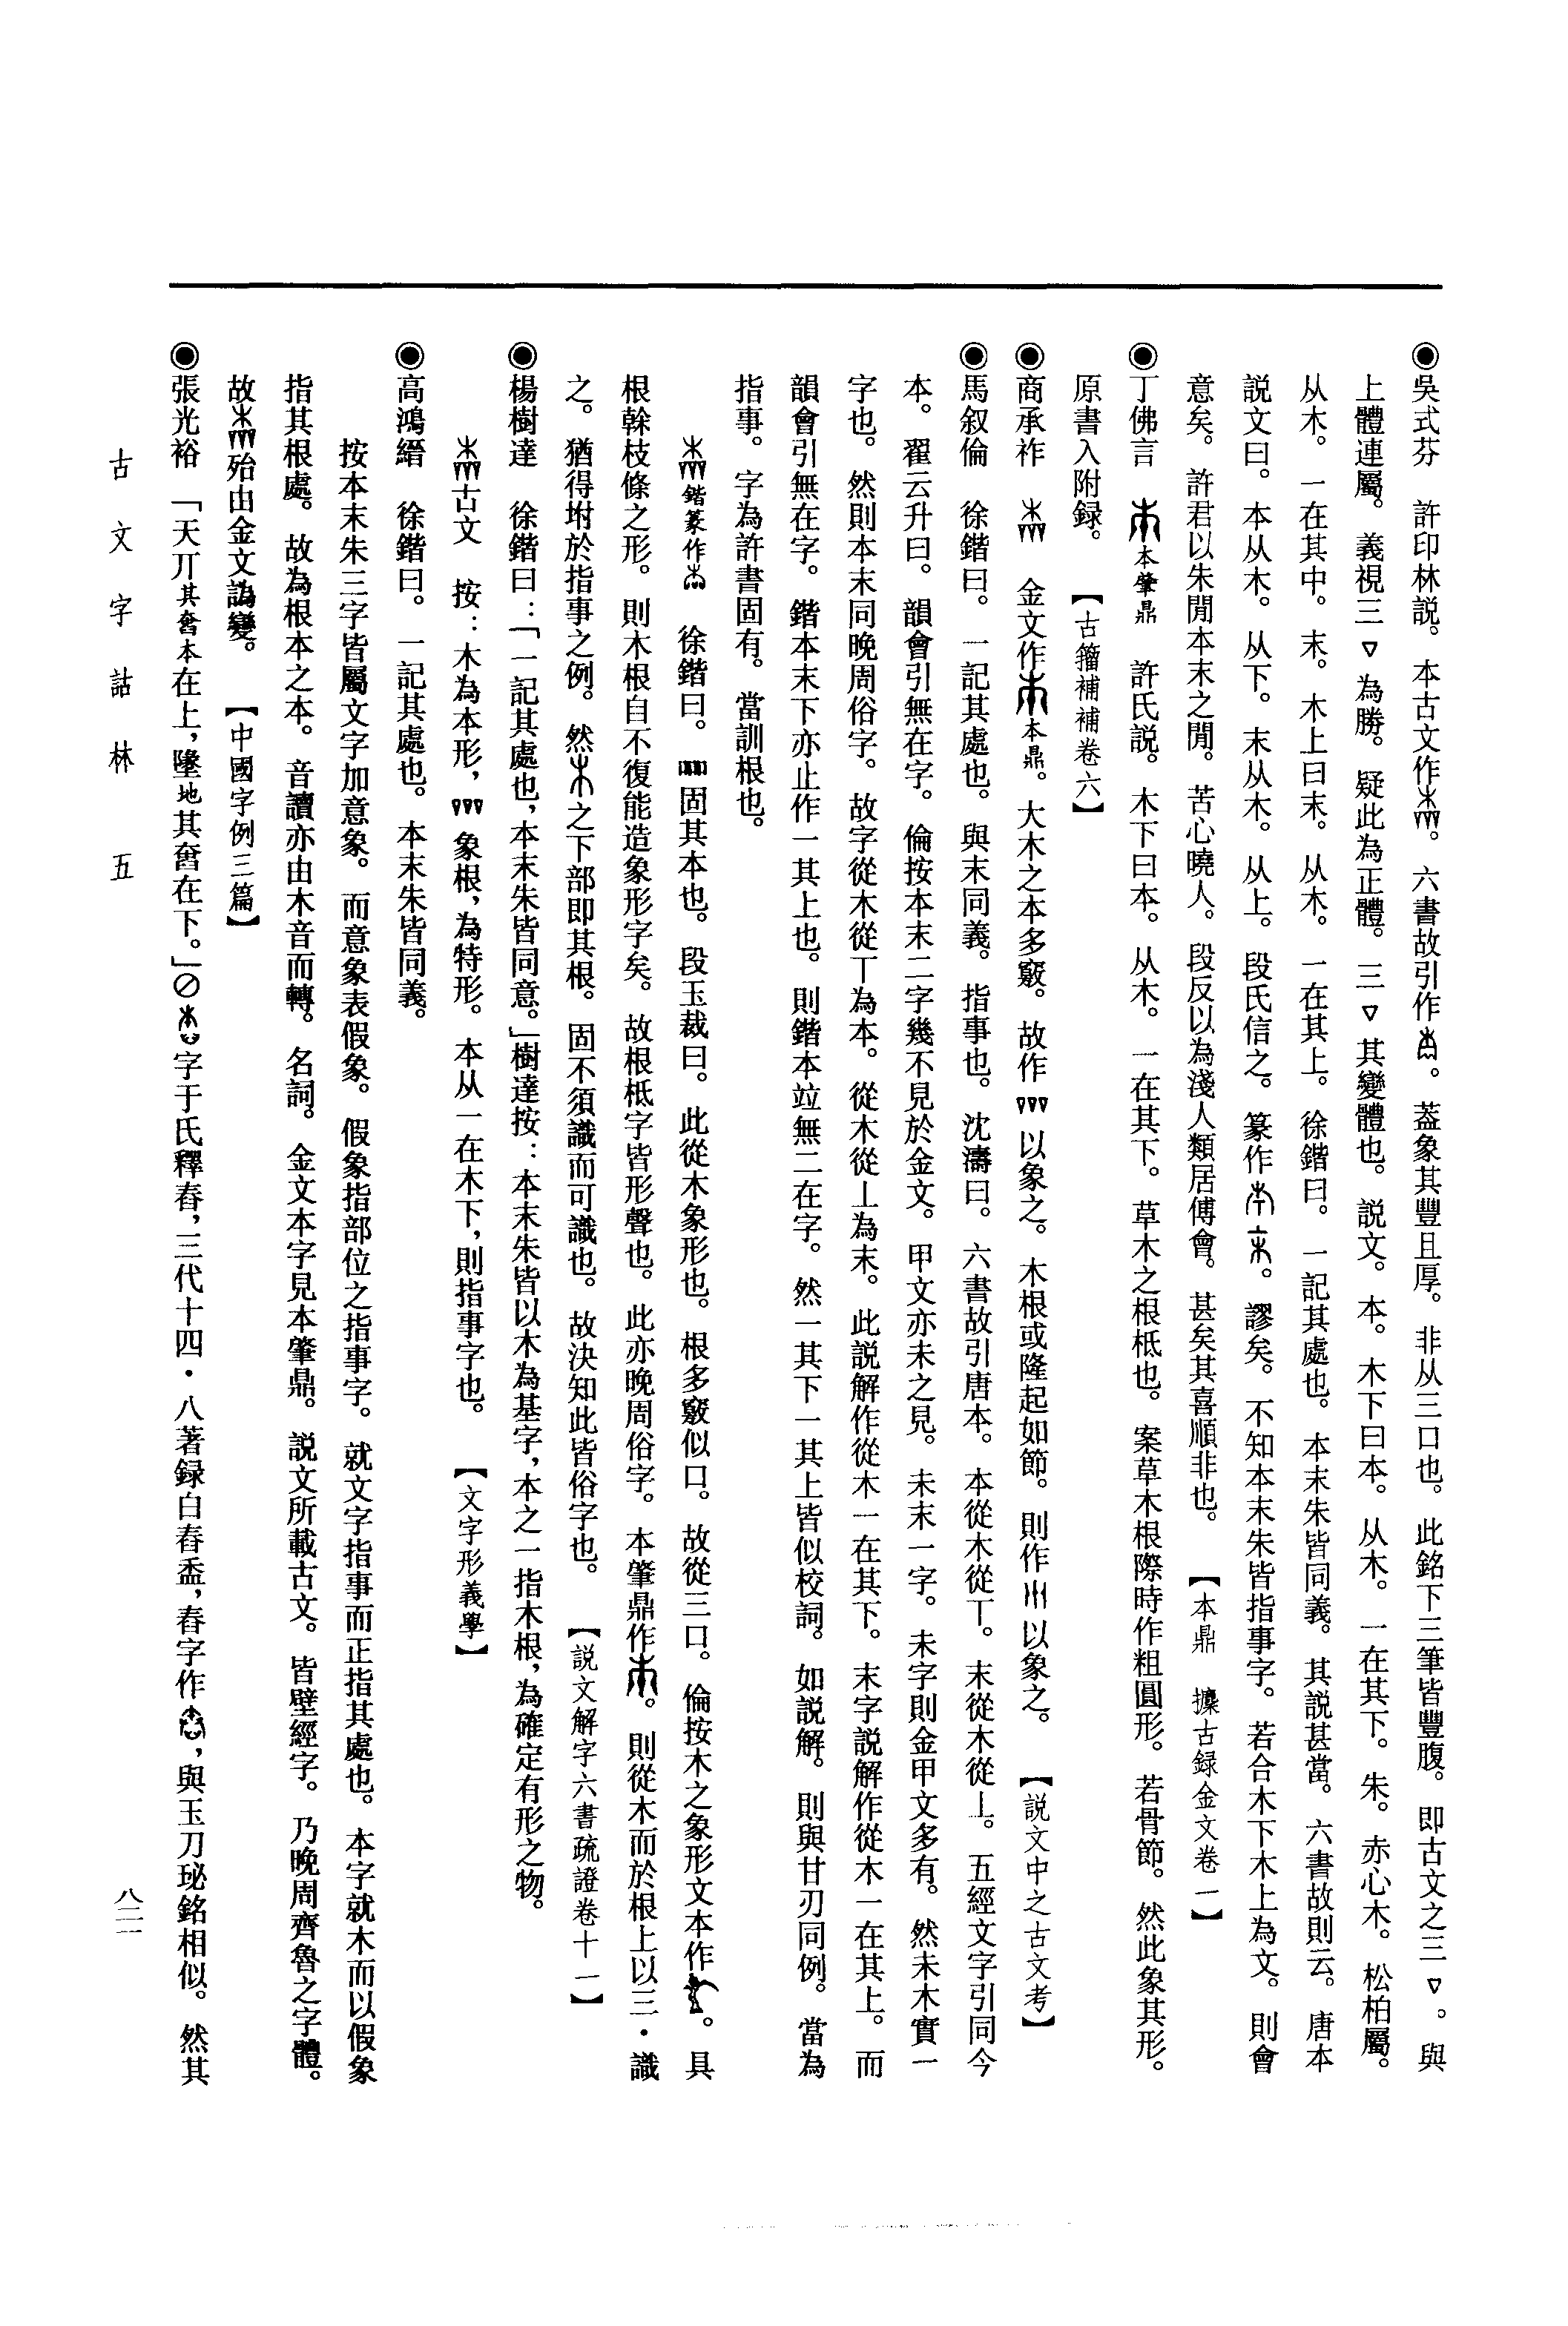 ◉吳式芬　許印林説。本古文作。六書故引作。葢象其豐且厚。非从三口也。此銘下三筆皆豐腹。即古文之三▽。與
上體連屬。義視三▽為勝。疑此為正體。三▽其變體也。説文。本。木下曰本。从木。一在其下。朱。赤心木。松柏屬。
从木。一在其中。末。木上曰末。从木。一在其上。徐鍇曰。一記其處也。本末朱皆同義。其説甚當。六書故則云。唐本
説文曰。本从木。从下。末从木。从上。段氏信之。篆作。謬矣。不知本末朱皆指事字。若合木下木上為文。則會
意矣。許君以朱閒本末之閒。苦心曉人。段反以為淺人類居傅會。甚矣其喜順非也。【本鼎　攈古録金文卷一】
◉丁佛言　本肇鼎　許氏説。木下曰本。从木。一在其下。草木之根柢也。案草木根際時作粗圓形。若骨節。然此象其形。
原書入附録。【古籀補補卷六】
◉商承祚　金文作本鼎。大木之本多竅。故作以象之。木根或隆起如節。則作以象之。【説文中之古文考】
◉馬叙倫　徐鍇曰。一記其處也。與末同義。指事也。沈濤曰。六書故引唐本。本從木從丅。末從木從丄。五經文字引同今
本。翟云升曰。韻會引無在字。倫按本末二字幾不見於金文。甲文亦未之見。未末一字。未字則金甲文多有。然未木實一
字也。然則本末同晚周俗字。故字從木從丅為本。從木從丄為末。此説解作從木一在其下。末字説解作從木一在其上。而
韻會引無在字。鍇本末下亦止作一其上也。則鍇本竝無二在字。然一其下一其上皆似校詞。如説解。則與甘刃同例。當為
指事。字為許書固有。當訓根也。
鍇篆作　徐鍇曰。固其本也。段玉裁曰。此從木象形也。根多竅似口。故從三口。倫按木之象形文本作。具
根榦枝條之形。則木根自不復能造象形字矣。故根柢字皆形聲也。此亦晚周俗字。本肇鼎作。則從木而於根上以三•識
之。猶得坿於指事之例。然之下部即其根。固不須識而可識也。故決知此皆俗字也。【説文解字六書疏證卷十一】
◉楊樹達　徐鍇曰：「一記其處也，本末朱皆同意。」樹達按：本末朱皆以木為基字，本之一指木根，為確定有形之物。
古文　按：木為本形，象根，為特形。本从一在木下，則指事字也。【文字形義學】
◉高鴻縉　徐鍇曰。一記其處也。本末朱皆同義。
按本末朱三字皆屬文字加意象。而意象表假象。假象指部位之指事字。就文字指事而正指其處也。本字就木而以假象
指其根處。故為根本之本。音讀亦由木音而轉。名詞。金文本字見本肇鼎。説文所載古文。皆壁經字。乃晚周齊魯之字體。
故殆由金文譌變。【中國字例三篇】
◉張光裕　「天丌其舂本在上，墬地其舂在下。」⊘字于氏釋舂，三代十四・八著録白舂盉，舂字作，與玉刀珌銘相似。然其
古文字詁林　五
八二一